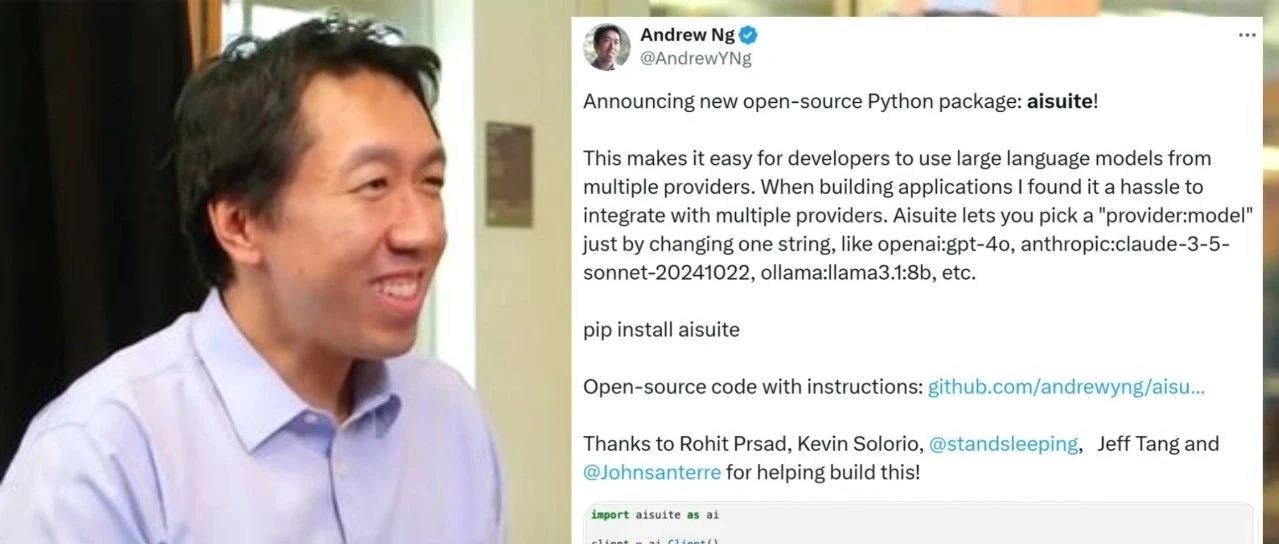 Andrew Ng
@AndrewYNg
Announcing new open-source Python package: aisuite!
This makes it easy for developers to use large language models from
multiple providers. When building applications I found it a hassle to
integrate with multiple providers. Aisuite lets you pick a "provider:model"
just by changing one string, like openai:gpt-4o, anthropic:claude-3-5-
sonnet-20241022, ollama:llama3.1:8b, etc.
pip install aisuite
Open-source code with instructions: github.com/andrewyng/aisu...
Thanks to Rohit Prsad, Kevin Solorio, @standsleeping, Jeff Tang and
@Johnsanterre for helping build this!
import aisuite as ai
client = ai.Client()